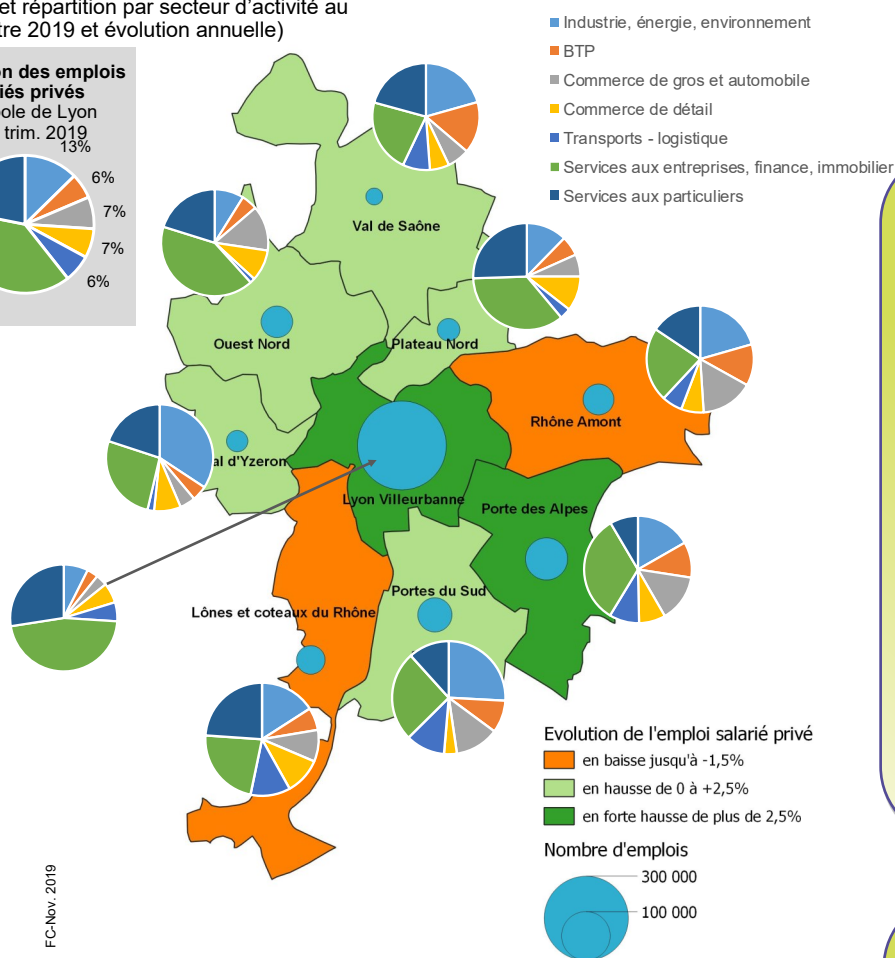 et répartition par secteur d'activité au
tre 2019 et évolution annuelle)
n des emplois
iés privés
ole de Lyon
trim. 2019
13%
6%
7%
7%
6%
Industrie, énergie, environnement
BTP
Commerce de gros et automobile
Commerce de détail
Transports - logistique
Services aux entreprises, finance, immobilier
Services aux particuliers
Val de Saône
Ouest Nord
Plateau Nord
Rhône Amont
al d'Yzeron
Lyon Villeurbanne
Porte des Alpes
Portes du Sud
Lônes et coteaux du Rhône
Evolution de l'emploi salarié privé
en baisse jusqu'à -1,5%
en hausse de 0 à +2,5%
en forte hausse de plus de 2,5%
Nombre d'emplois
300 000
100 000
FC-Nov. 2019